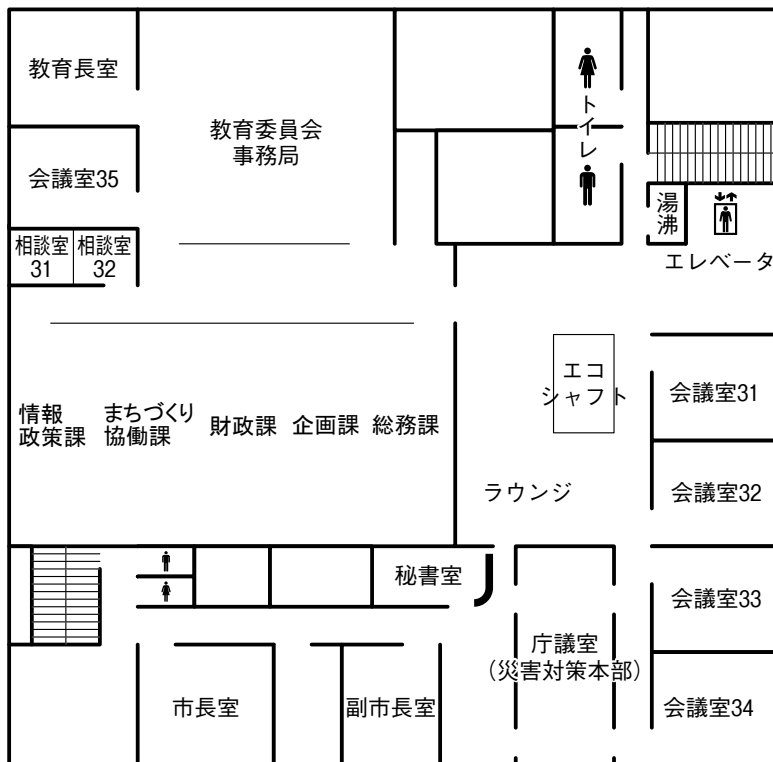 教育長室
教育委員会
事務局
トイレ
会議室35
湯沸
相談室
31
相談室
32
エレベータ
エコ
シャフト
会議室31
情報
政策課
まちづくり
協働課
財政課
企画課
総務課
ラウンジ
会議室32
秘書室
会議室33
庁議室
(災害対策本部)
市長室
副市長室
会議室34